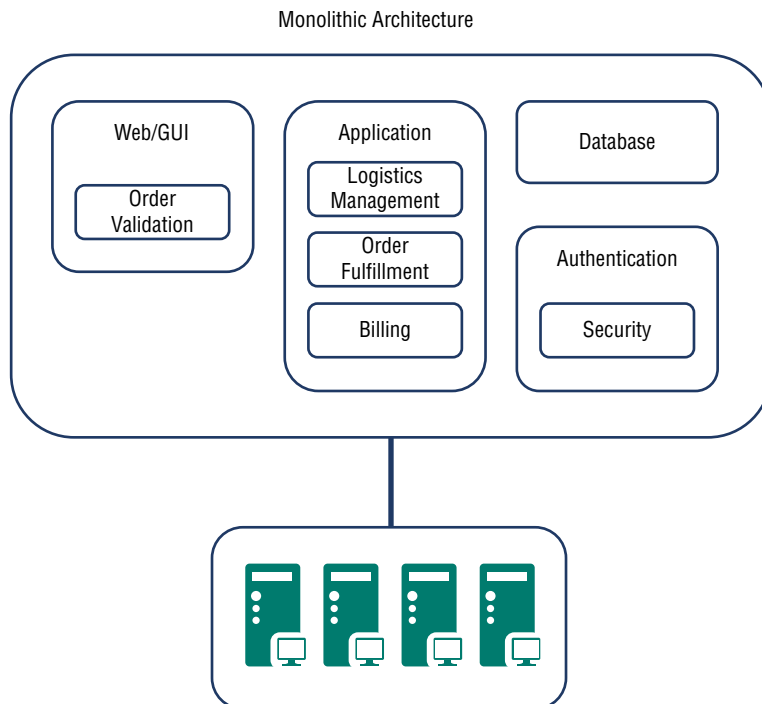 Monolithic Architecture
Web/GUI
Order
Validation
Application
Logistics
Management
Order
Fulfillment
Billing
Database
Authentication
Security